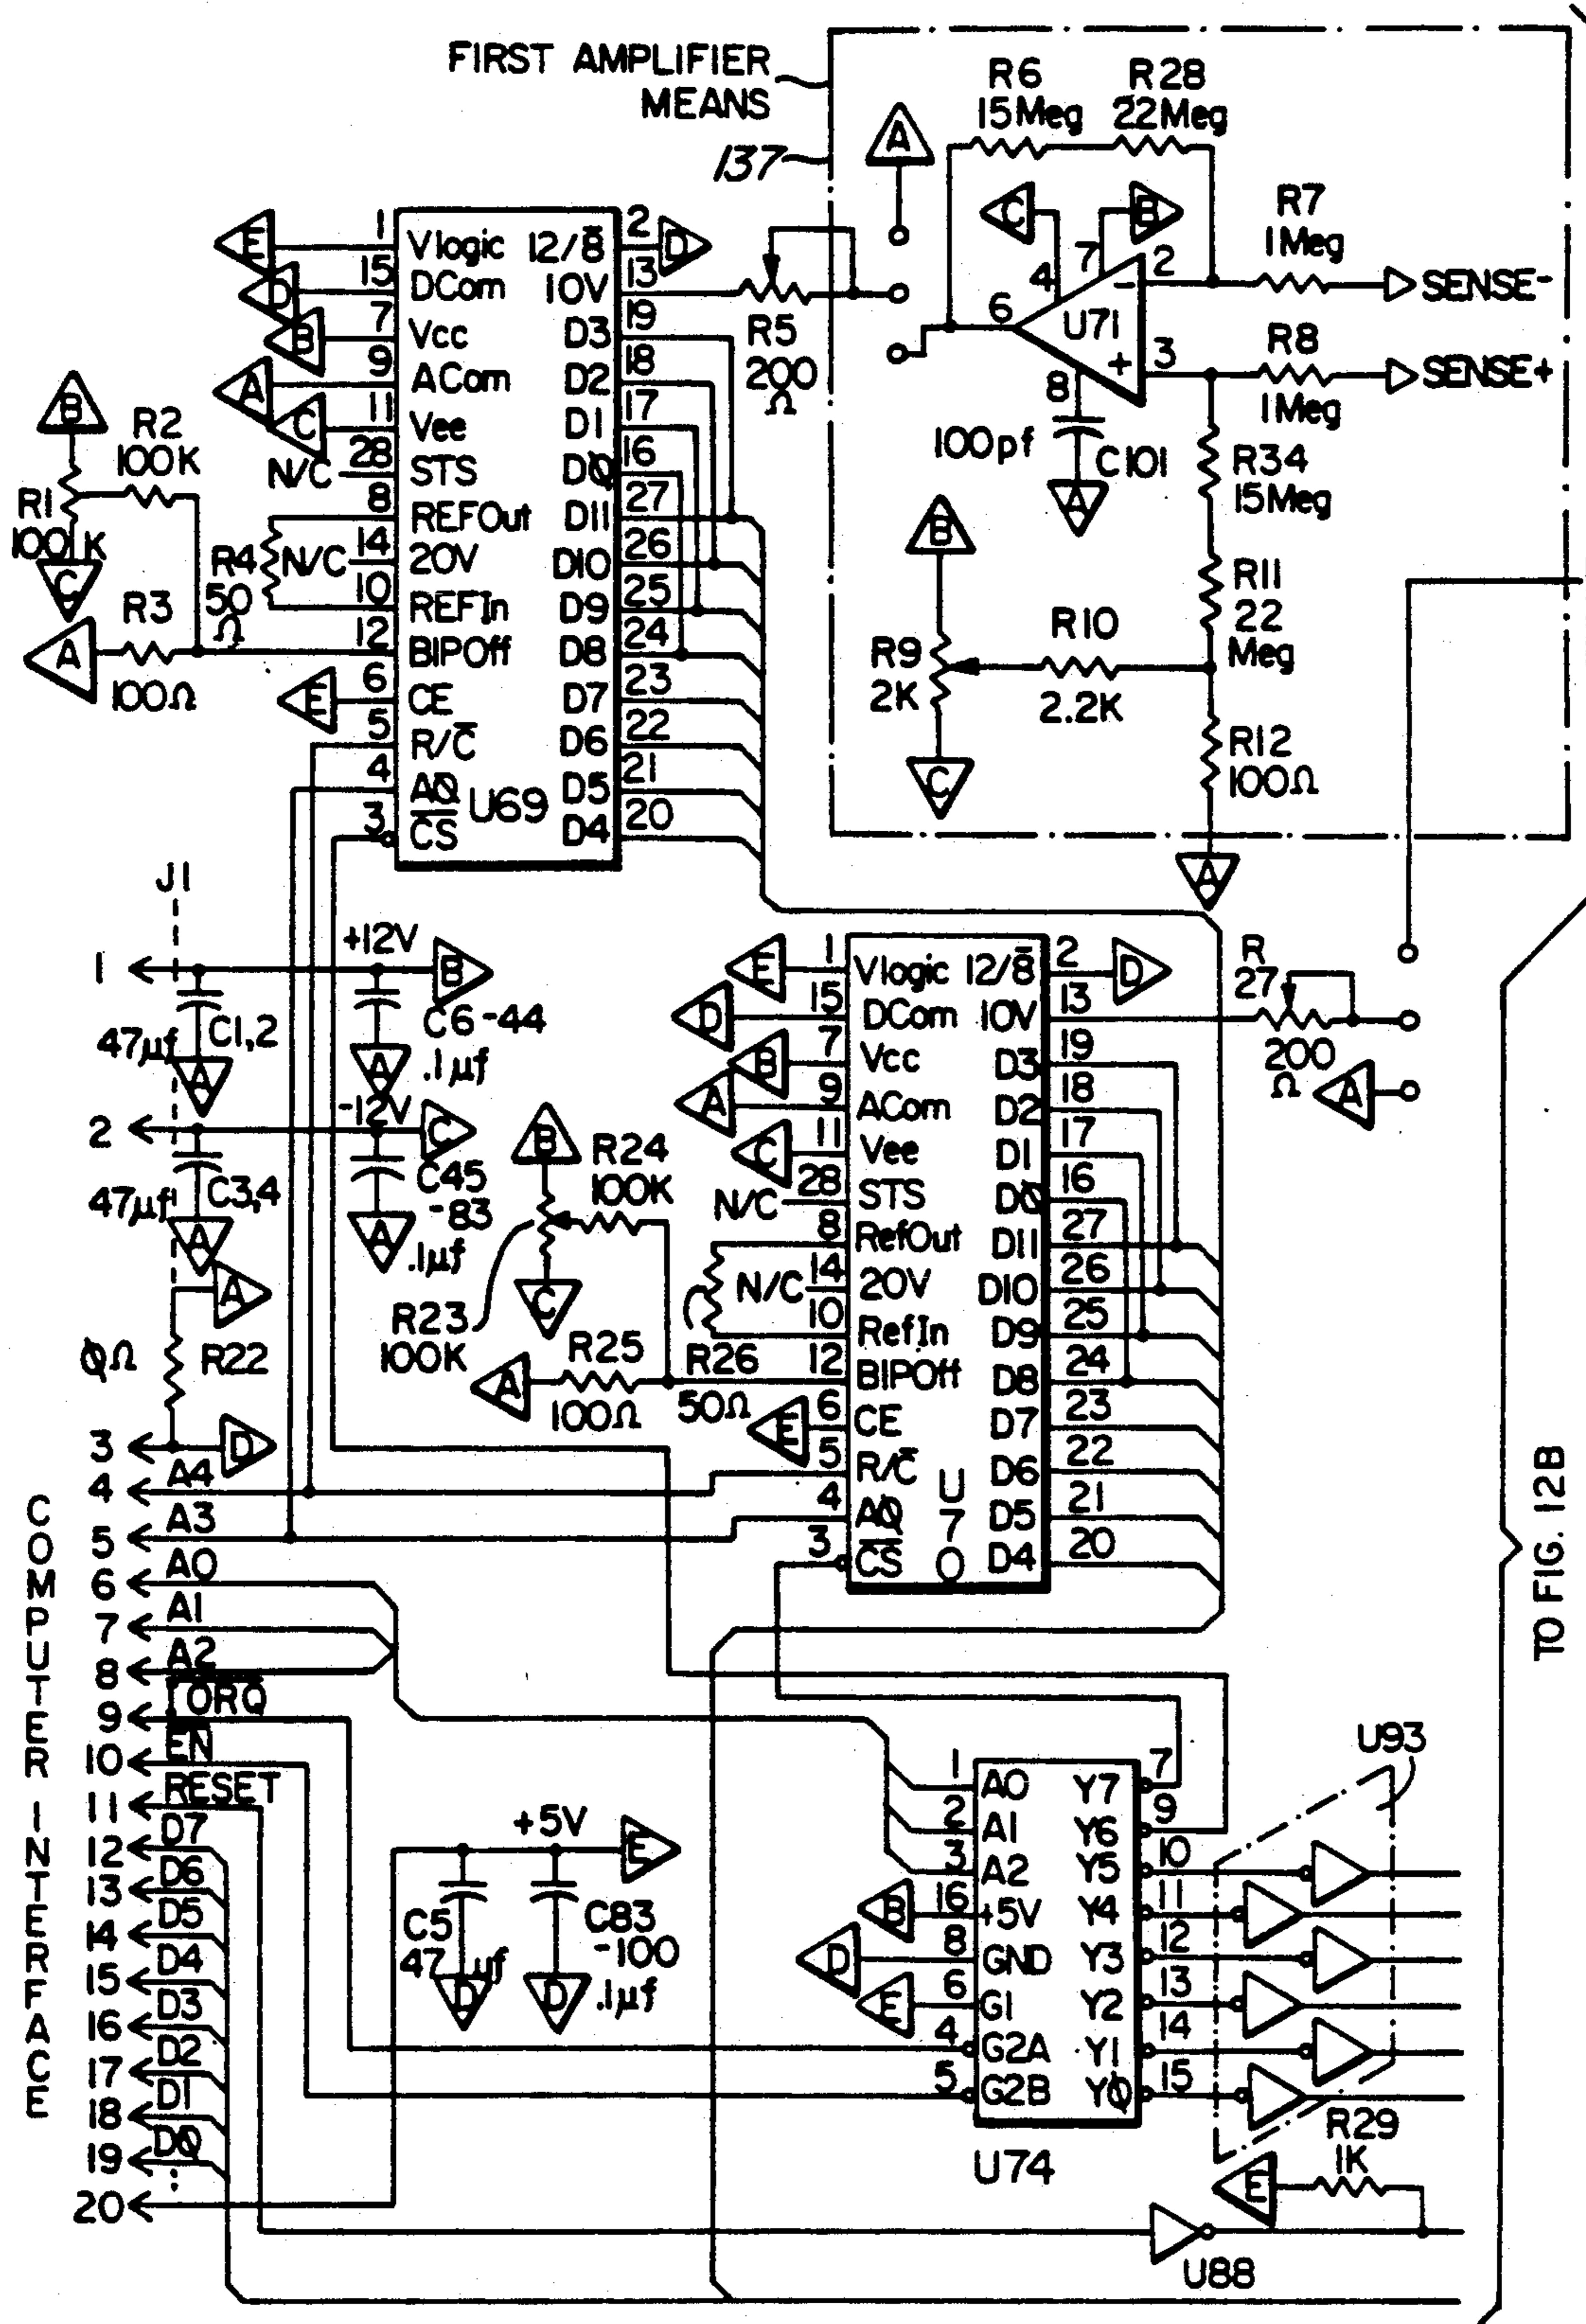 FIRST AMPLIFIER
MEANS
137
A
R6
15Meg
R28
22Meg
C
B
7
4
2
-
6
U71
+
3
8
R7
1Meg
SENSE-
R8
1Meg
SENSE+
100pf
C101
A
R34
15Meg
R11
22
Meg
B
R9
2K
C
R10
2.2K
R12
100Ω
A
R5
200
Ω
E 1 Vlogic 12/8̅ 2 D
D 15 DCom 10V 13
B 7 Vcc D3 19
A 9 ACom D2 18
C 11 Vee D1 17
N/C 28 STS D0 16
8 REFOut D11 27
N/C 14 20V D10 26
10 REFIn D9 25
12 BIPOff D8 24
E 6 CE D7 23
5 R/C̅ D6 22
4 A0 D5 21
3 C̅S̅ D4 20
U69
B
R1
100K
C
R2
100K
R3
A
100Ω
R4
50
Ω
J1
1
+12V
B
47µf
C1,2
A
C6-44
.1µf
A
2
-12V
C
47µf
C3,4
A
C45
-83
.1µf
A
A
ØΩ
R22
3
D
B
R24
100K
C
R23
100K
A
R25
100Ω
R26
50Ω
E 1 Vlogic 12/8̅ 2 D
D 15 DCom 10V 13
B 7 Vcc D3 19
A 9 ACom D2 18
C 11 Vee D1 17
N/C 28 STS D0 16
8 RefOut D11 27
N/C 14 20V D10 26
10 RefIn D9 25
12 BIPOff D8 24
E 6 CE D7 23
5 R/C̅ D6 22
4 A0 D5 21
3 C̅S̅ D4 20
U70
R
27
200
Ω
A
COMPUTER INTERFACE
4 A4
5 A3
6 A0
7 A1
8 A2
9 I̅O̅R̅Q̅
10 E̅N̅
11 RESET
12 D7
13 D6
14 D5
15 D4
16 D3
17 D2
18 D1
19 D0
20
+5V
E
C5
47µf
D
C83
-100
.1µf
D
1 A0 Y7 7
2 A1 Y6 9
3 A2 Y5 10
B 16 +5V Y4 11
D 8 GND Y3 12
E 6 G1 Y2 13
4 G2A Y1 14
5 G2B Y0 15
U74
U93
R29
1K
E
U88
TO FIG. 12B